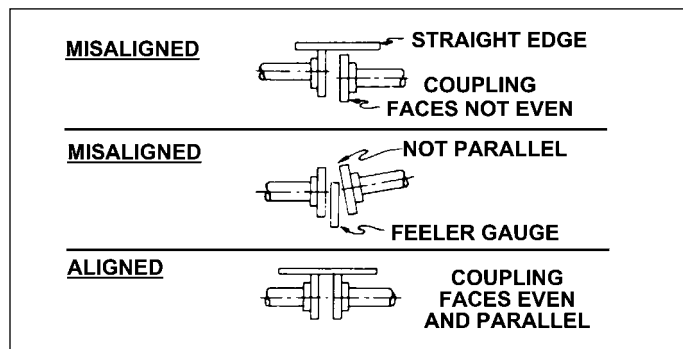 MISALIGNED
STRAIGHT EDGE
COUPLING
FACES NOT EVEN
MISALIGNED
NOT PARALLEL
FEELER GAUGE
ALIGNED
COUPLING
FACES EVEN
AND PARALLEL